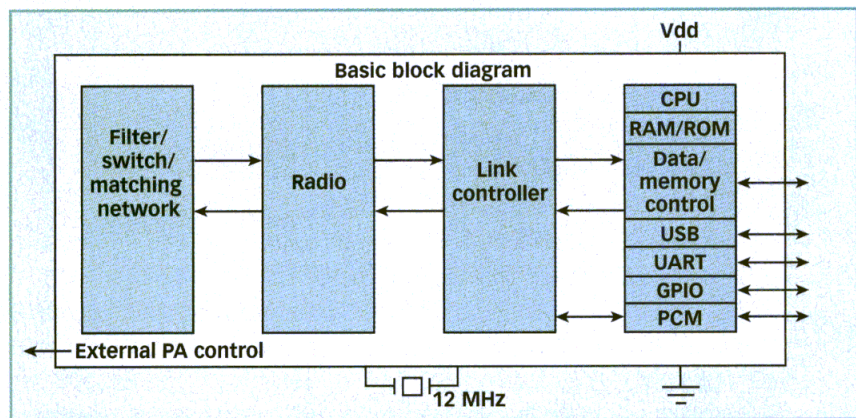 Vdd
Basic block diagram
Filter/
switch/
matching
network
Radio
Link
controller
CPU
RAM/ROM
Data/
memory
control
USB
UART
GPIO
PCM
External PA control
12 MHz